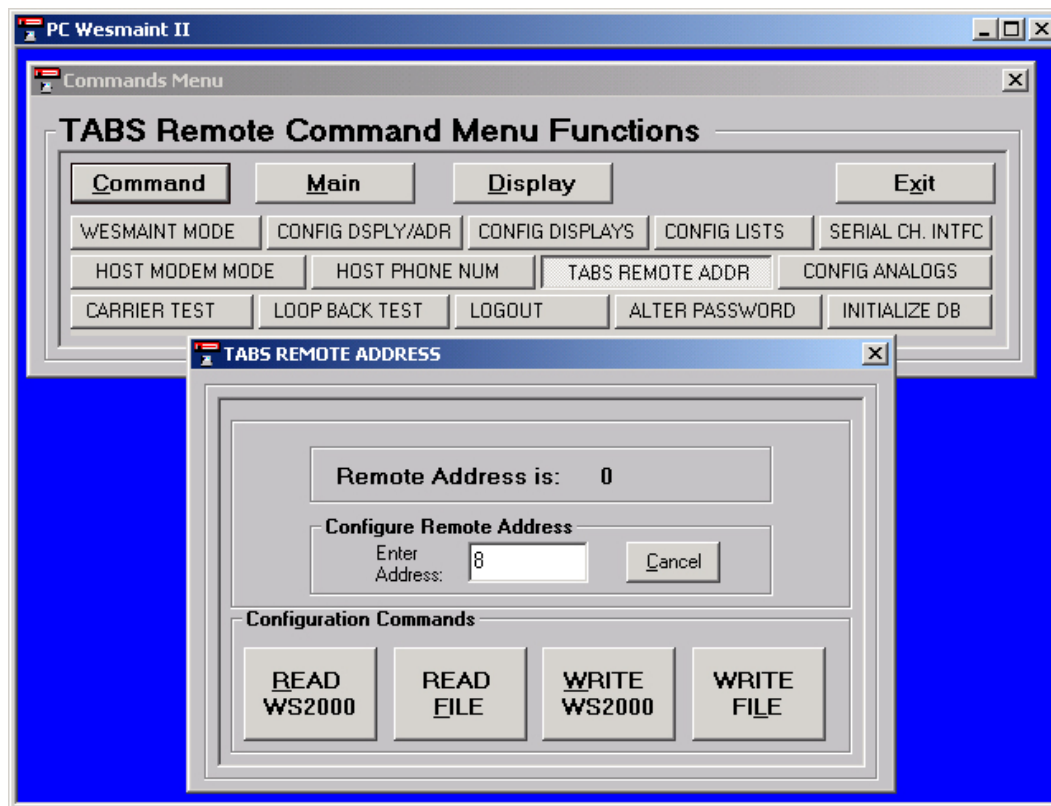 PC Wesmaint II
Commands Menu
TABS Remote Command Menu Functions
Command Main Display Exit
WESMAINT MODE CONFIG DSPLY/ADR CONFIG DISPLAYS CONFIG LISTS SERIAL CH. INTFC
HOST MODEM MODE HOST PHONE NUM TABS REMOTE ADDR CONFIG ANALOGS
CARRIER TEST LOOP BACK TEST LOGOUT ALTER PASSWORD INITIALIZE DB
TABS REMOTE ADDRESS
Remote Address is: 0
Configure Remote Address
Enter
Address: 8 Cancel
Configuration Commands
READ READ WRITE WRITE
WS2000 FILE WS2000 FILE